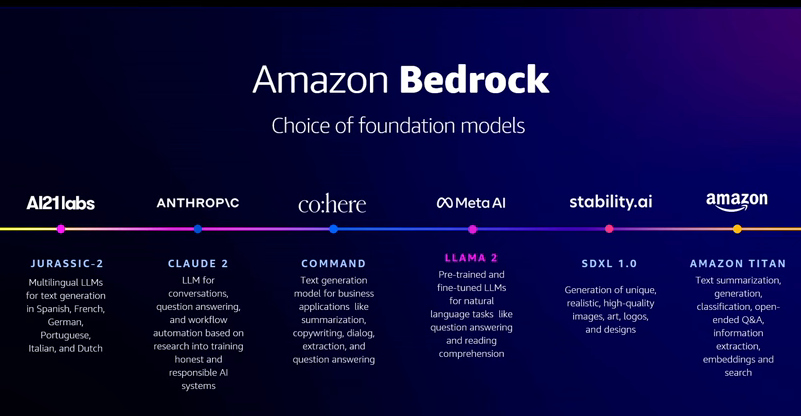 Amazon Bedrock
Choice of foundation models
AI21labs
ANTHROP\C
co:here
Meta AI
stability.ai
amazon
JURASSIC-2
Multilingual LLMs
for text generation
in Spanish, French,
German,
Portuguese,
Italian, and Dutch
CLAUDE 2
LLM for
conversations,
question answering,
and workflow
automation based on
research into training
honest and
responsible AI
systems
COMMAND
Text generation
model for business
applications like
summarization,
copywriting, dialog,
extraction, and
question answering
LLAMA 2
Pre-trained and
fine-tuned LLMs
for natural
language tasks like
question answering
and reading
comprehension
SDXL 1.0
Generation of unique,
realistic, high-quality
images, art, logos,
and designs
AMAZON TITAN
Text summarization,
generation,
classification, open-
ended Q&A,
information
extraction,
embeddings and
search